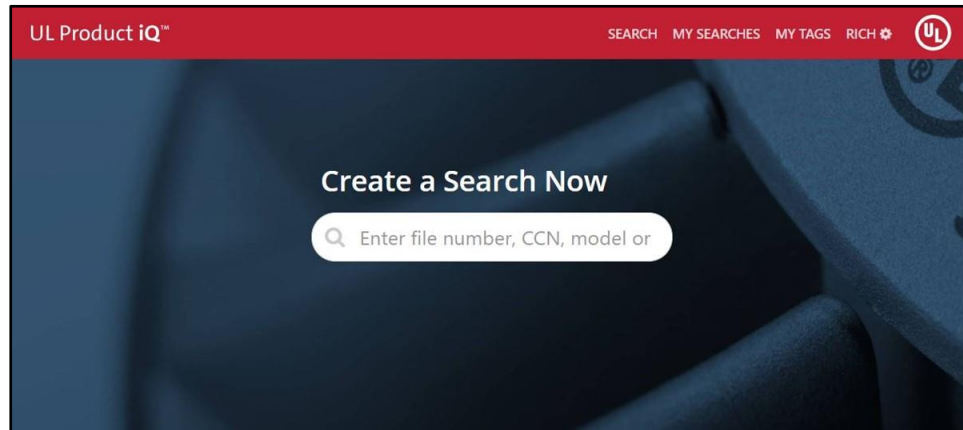 UL Product iQ™
SEARCH MY SEARCHES MY TAGS RICH
UL
Create a Search Now
Enter file number, CCN, model or
®